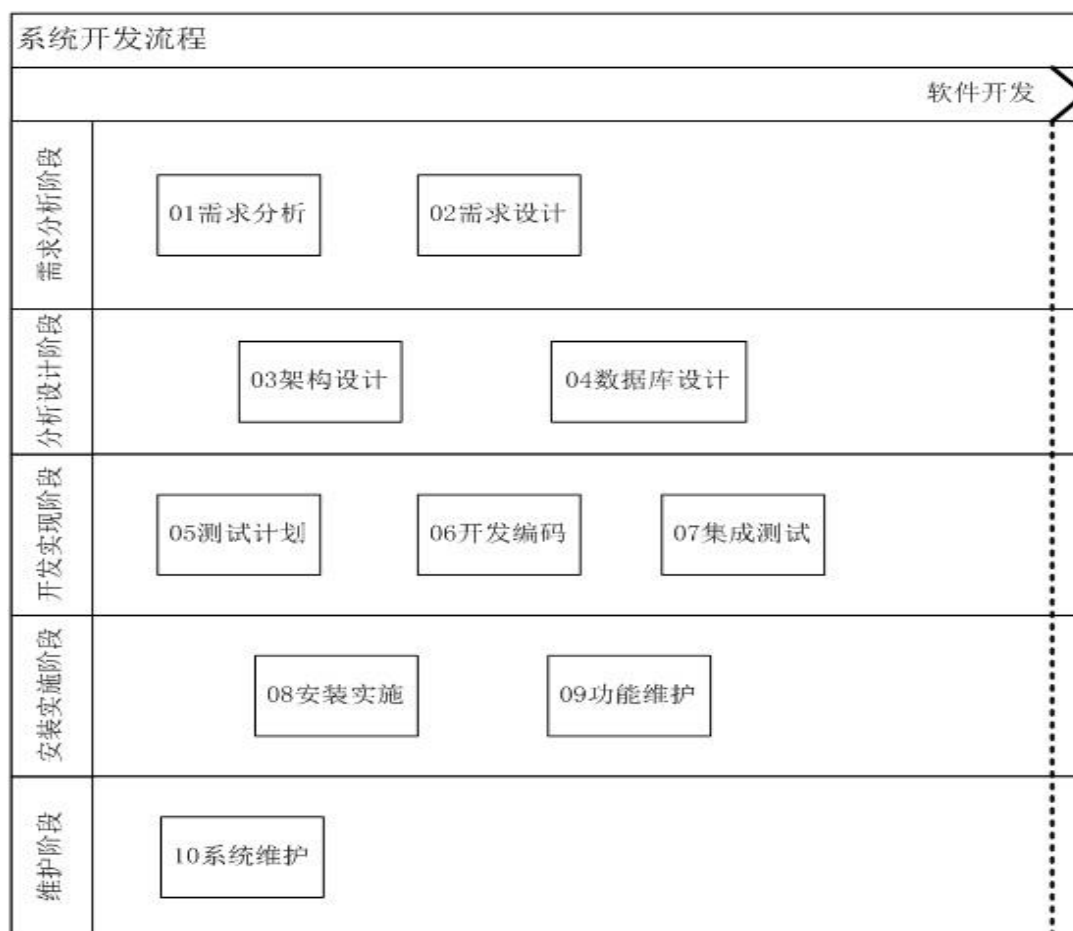 系统开发流程
软件开发
需求分析阶段
01需求分析
02需求设计
分析设计阶段
03架构设计
04数据库设计
开发实现阶段
05测试计划
06开发编码
07集成测试
安装实施阶段
08安装实施
09功能维护
维护阶段
10系统维护